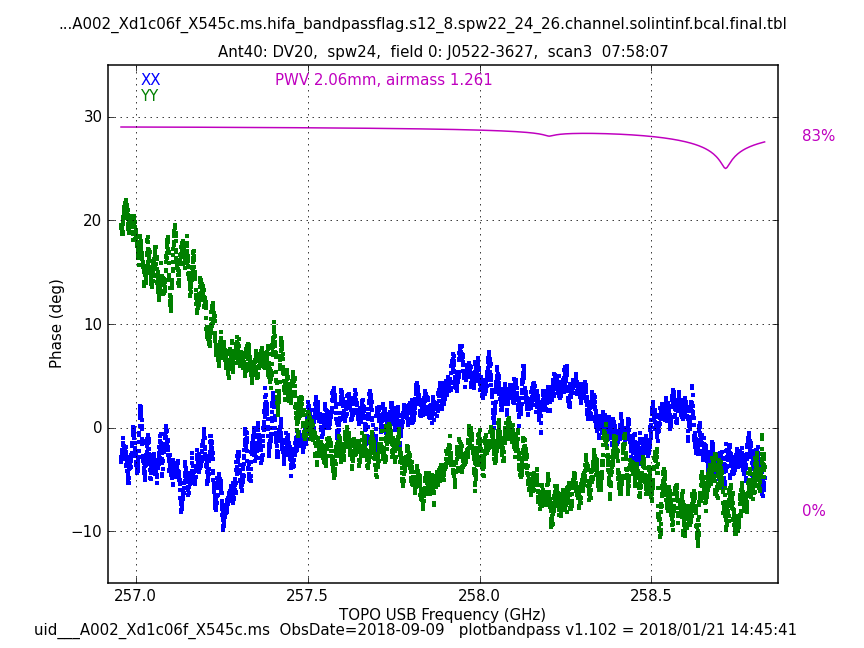 ...A002_Xd1c06f_X545c.ms.hifa_bandpassflag.s12_8.spw22_24_26.channel.solintinf.bcal.final.tbl
Ant40: DV20,  spw24,  field 0: J0522-3627,  scan3  07:58:07
XX
YY
PWV 2.06mm, airmass 1.261
83%
0%
Phase (deg)
30
20
10
0
−10
257.0 257.5 258.0 258.5
TOPO USB Frequency (GHz)
uid___A002_Xd1c06f_X545c.ms  ObsDate=2018-09-09   plotbandpass v1.102 = 2018/01/21 14:45:41